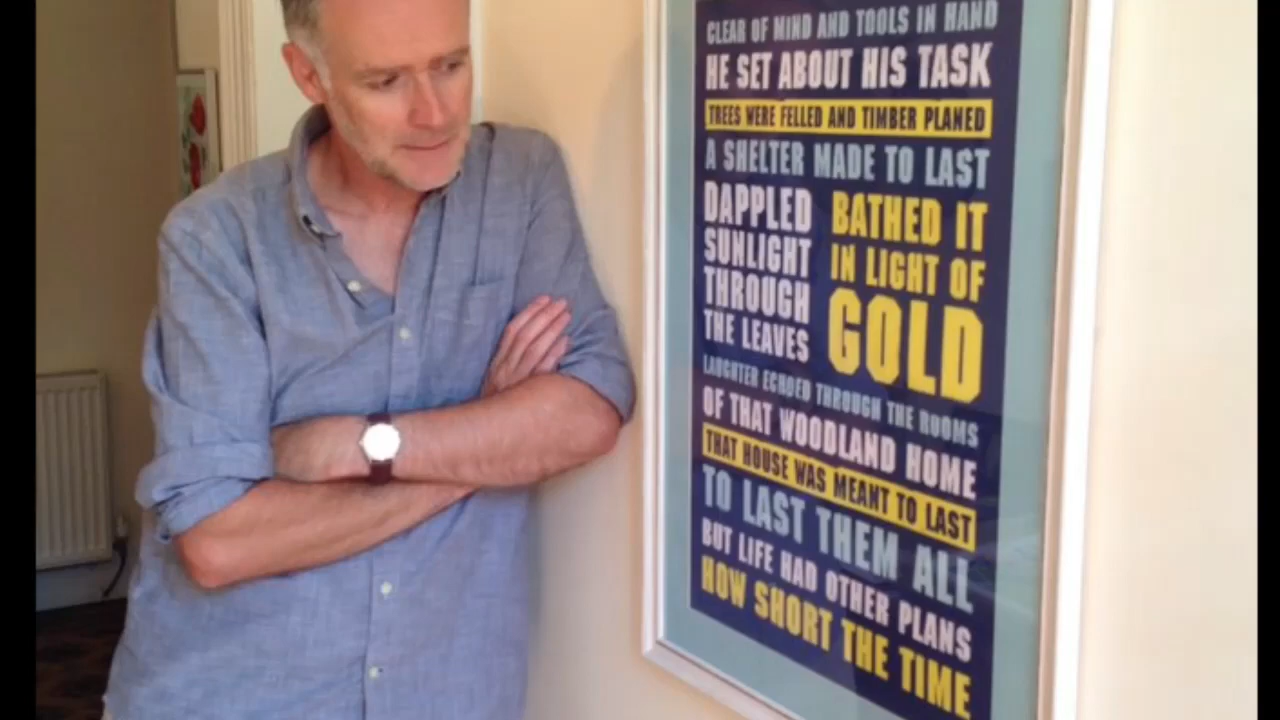 CLEAR OF MIND AND TOOLS IN HAND
HE SET ABOUT HIS TASK
TREES WERE FELLED AND TIMBER PLANED
A SHELTER MADE TO LAST
DAPPLED
SUNLIGHT
THROUGH
THE LEAVES
BATHED IT
IN LIGHT OF
GOLD
LAUGHTER ECHOED THROUGH THE ROOMS
OF THAT WOODLAND HOME
THAT HOUSE WAS MEANT TO LAST
TO LAST THEM ALL
BUT LIFE HAD OTHER PLANS
HOW SHORT THE TIME